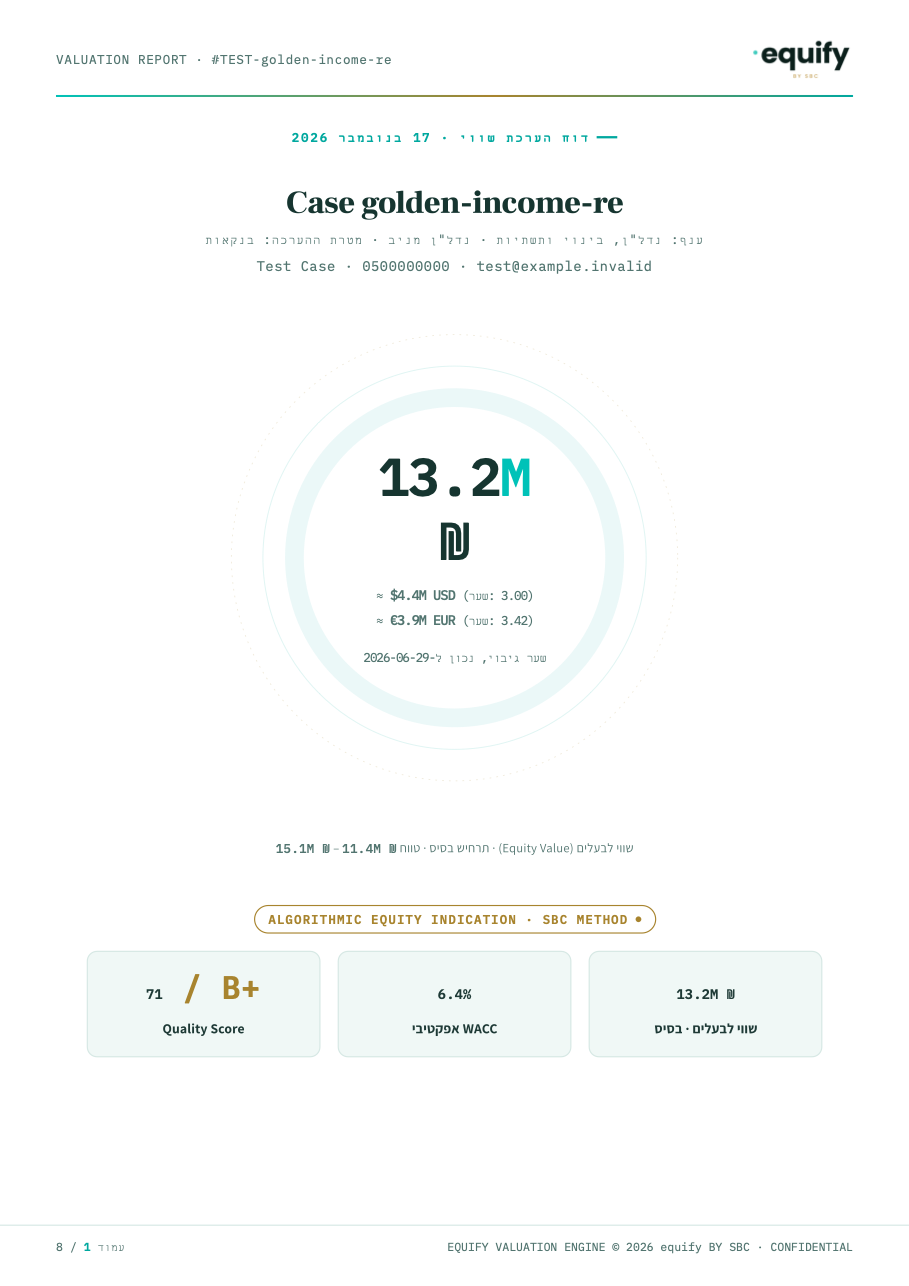 VALUATION REPORT · #TEST-golden-income-re
equify
BY SBC
דוח הערכת שווי · 17 בנובמבר 2026
Case golden-income-re
ענף: נדל"ן, בינוי ותשתיות · נדל"ן מניב · מטרת ההערכה: בנקאות
Test Case · 0500000000 · test@example.invalid
13.2M
₪
≈ $4.4M USD (שער: 3.00)
≈ €3.9M EUR (שער: 3.42)
שער גיבוי, נכון ל-2026-06-29
שווי לבעלים (Equity Value) · תרחיש בסיס · טווח 11.4M ₪ – 15.1M ₪
ALGORITHMIC EQUITY INDICATION · SBC METHOD
13.2M ₪
שווי לבעלים · בסיס
6.4%
WACC אפקטיבי
71 / B+
Quality Score
עמוד 1 / 8
EQUIFY VALUATION ENGINE © 2026 equify BY SBC · CONFIDENTIAL